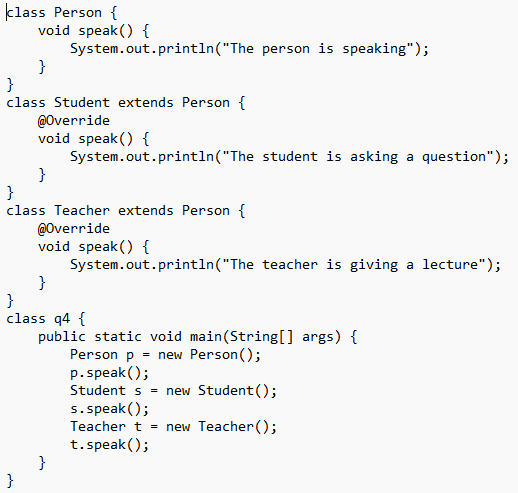 class Person {
    void speak() {
        System.out.println("The person is speaking");
    }
}
class Student extends Person {
    @Override
    void speak() {
        System.out.println("The student is asking a question");
    }
}
class Teacher extends Person {
    @Override
    void speak() {
        System.out.println("The teacher is giving a lecture");
    }
}
class q4 {
    public static void main(String[] args) {
        Person p = new Person();
        p.speak();
        Student s = new Student();
        s.speak();
        Teacher t = new Teacher();
        t.speak();
    }
}